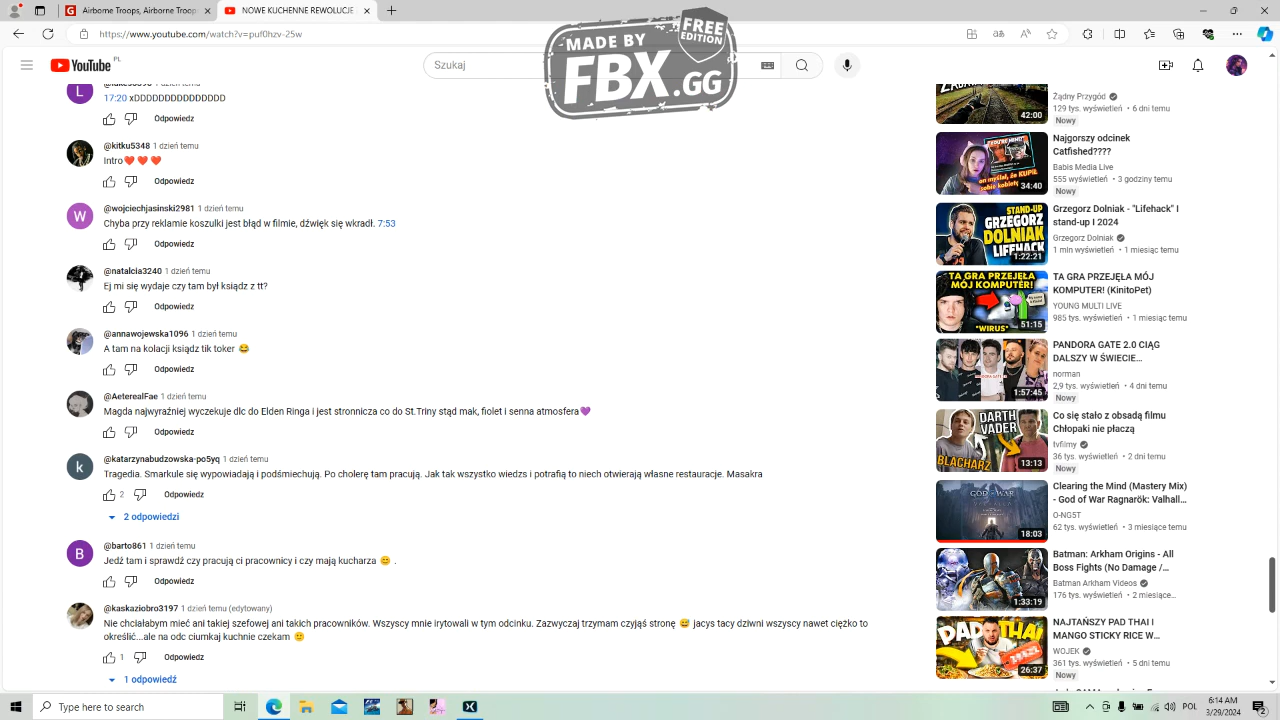 Amazing Troops - Unlocking G
NOWE KUCHENNE REWOLUCJE
https://www.youtube.com/watch?v=puf0hzv-25w
MADE BY
FREE
EDITION
FBX.GG
YouTube PL
Szukaj
17:20 xDDDDDDDDDDDDDDD
Odpowiedz
@kitku5348 1 dzień temu
Intro❤️ ❤️ ❤️
Odpowiedz
W
@wojciechjasinski2981 1 dzień temu
Chyba przy reklamie koszulki jest błąd w filmie, dźwięk się wkradł. 7:53
Odpowiedz
@natalcia3240 1 dzień temu
Ej mi się wydaje czy tam był ksiądz z tt?
Odpowiedz
@annawojewska1096 1 dzień temu
A tam na kolacji ksiądz tik toker 😂
Odpowiedz
@AeterealFae 1 dzień temu
Magda najwyraźniej wyczekuje dlc do Elden Ringa i jest stronnicza co do St.Triny stąd mak, fiolet i senna atmosfera💜
Odpowiedz
k
@katarzynabudzowska-po5yq 1 dzień temu
Tragedia. Smarkule się wypowiadają i podśmiechują. Po cholerę tam pracują. Jak tak wszystko wiedzs i potrafią to niech otwierają własne restauracje. Masakra
2 Odpowiedz
2 odpowiedzi
B
@barto861 1 dzień temu
Jedź tam i sprawdź czy pracują ci pracownicy i czy mają kucharza 😊 .
Odpowiedz
@kaskaziobro3197 1 dzień temu (edytowany)
Nie chciałabym mieć ani takiej szefowej ani takich pracowników. Wszyscy mnie irytowali w tym odcinku. Zazwyczaj trzymam czyjąś stronę 😅 jacys tacy dziwni wszyscy nawet ciężko to
określić...ale na odc ciumkaj kuchnie czekam 🙂
1 Odpowiedz
1 odpowiedź
42:00
Żądny Przygód
129 tys. wyświetleń • 6 dni temu
Nowy
34:40
Najgorszy odcinek
Catfished????
Babis Media Live
555 wyświetleń • 3 godziny temu
Nowy
STAND-UP
GRZEGORZ
DOLNIAK
LIFEHACK
1:22:21
Grzegorz Dolniak - "Lifehack" I
stand-up I 2024
Grzegorz Dolniak
1 mln wyświetleń • 1 miesiąc temu
TA GRA PRZEJĘŁA
MÓJ KOMPUTER!
"WIRUS"
51:15
TA GRA PRZEJĘŁA MÓJ
KOMPUTER! (KinitoPet)
YOUNG MULTI LIVE
985 tys. wyświetleń • 1 miesiąc temu
1:57:45
PANDORA GATE 2.0 CIĄG
DALSZY W ŚWIECIE...
norman
2,9 tys. wyświetleń • 4 dni temu
Nowy
DARTH
VADER
BLACHARZ
13:13
Co się stało z obsadą filmu
Chłopaki nie płaczą
tvfilmy
36 tys. wyświetleń • 2 dni temu
Nowy
GOD OF WAR
18:03
Clearing the Mind (Mastery Mix)
- God of War Ragnarök: Valhall...
O-NG5T
62 tys. wyświetleń • 3 miesiące temu
1:33:19
Batman: Arkham Origins - All
Boss Fights (No Damage /...
Batman Arkham Videos
176 tys. wyświetleń • 2 miesiące...
PAD THAI
26:37
NAJTAŃSZY PAD THAI I
MANGO STICKY RICE W...
WOJEK
361 tys. wyświetleń • 5 dni temu
Nowy
Type here to search
POL
6:14 AM
3/29/2024